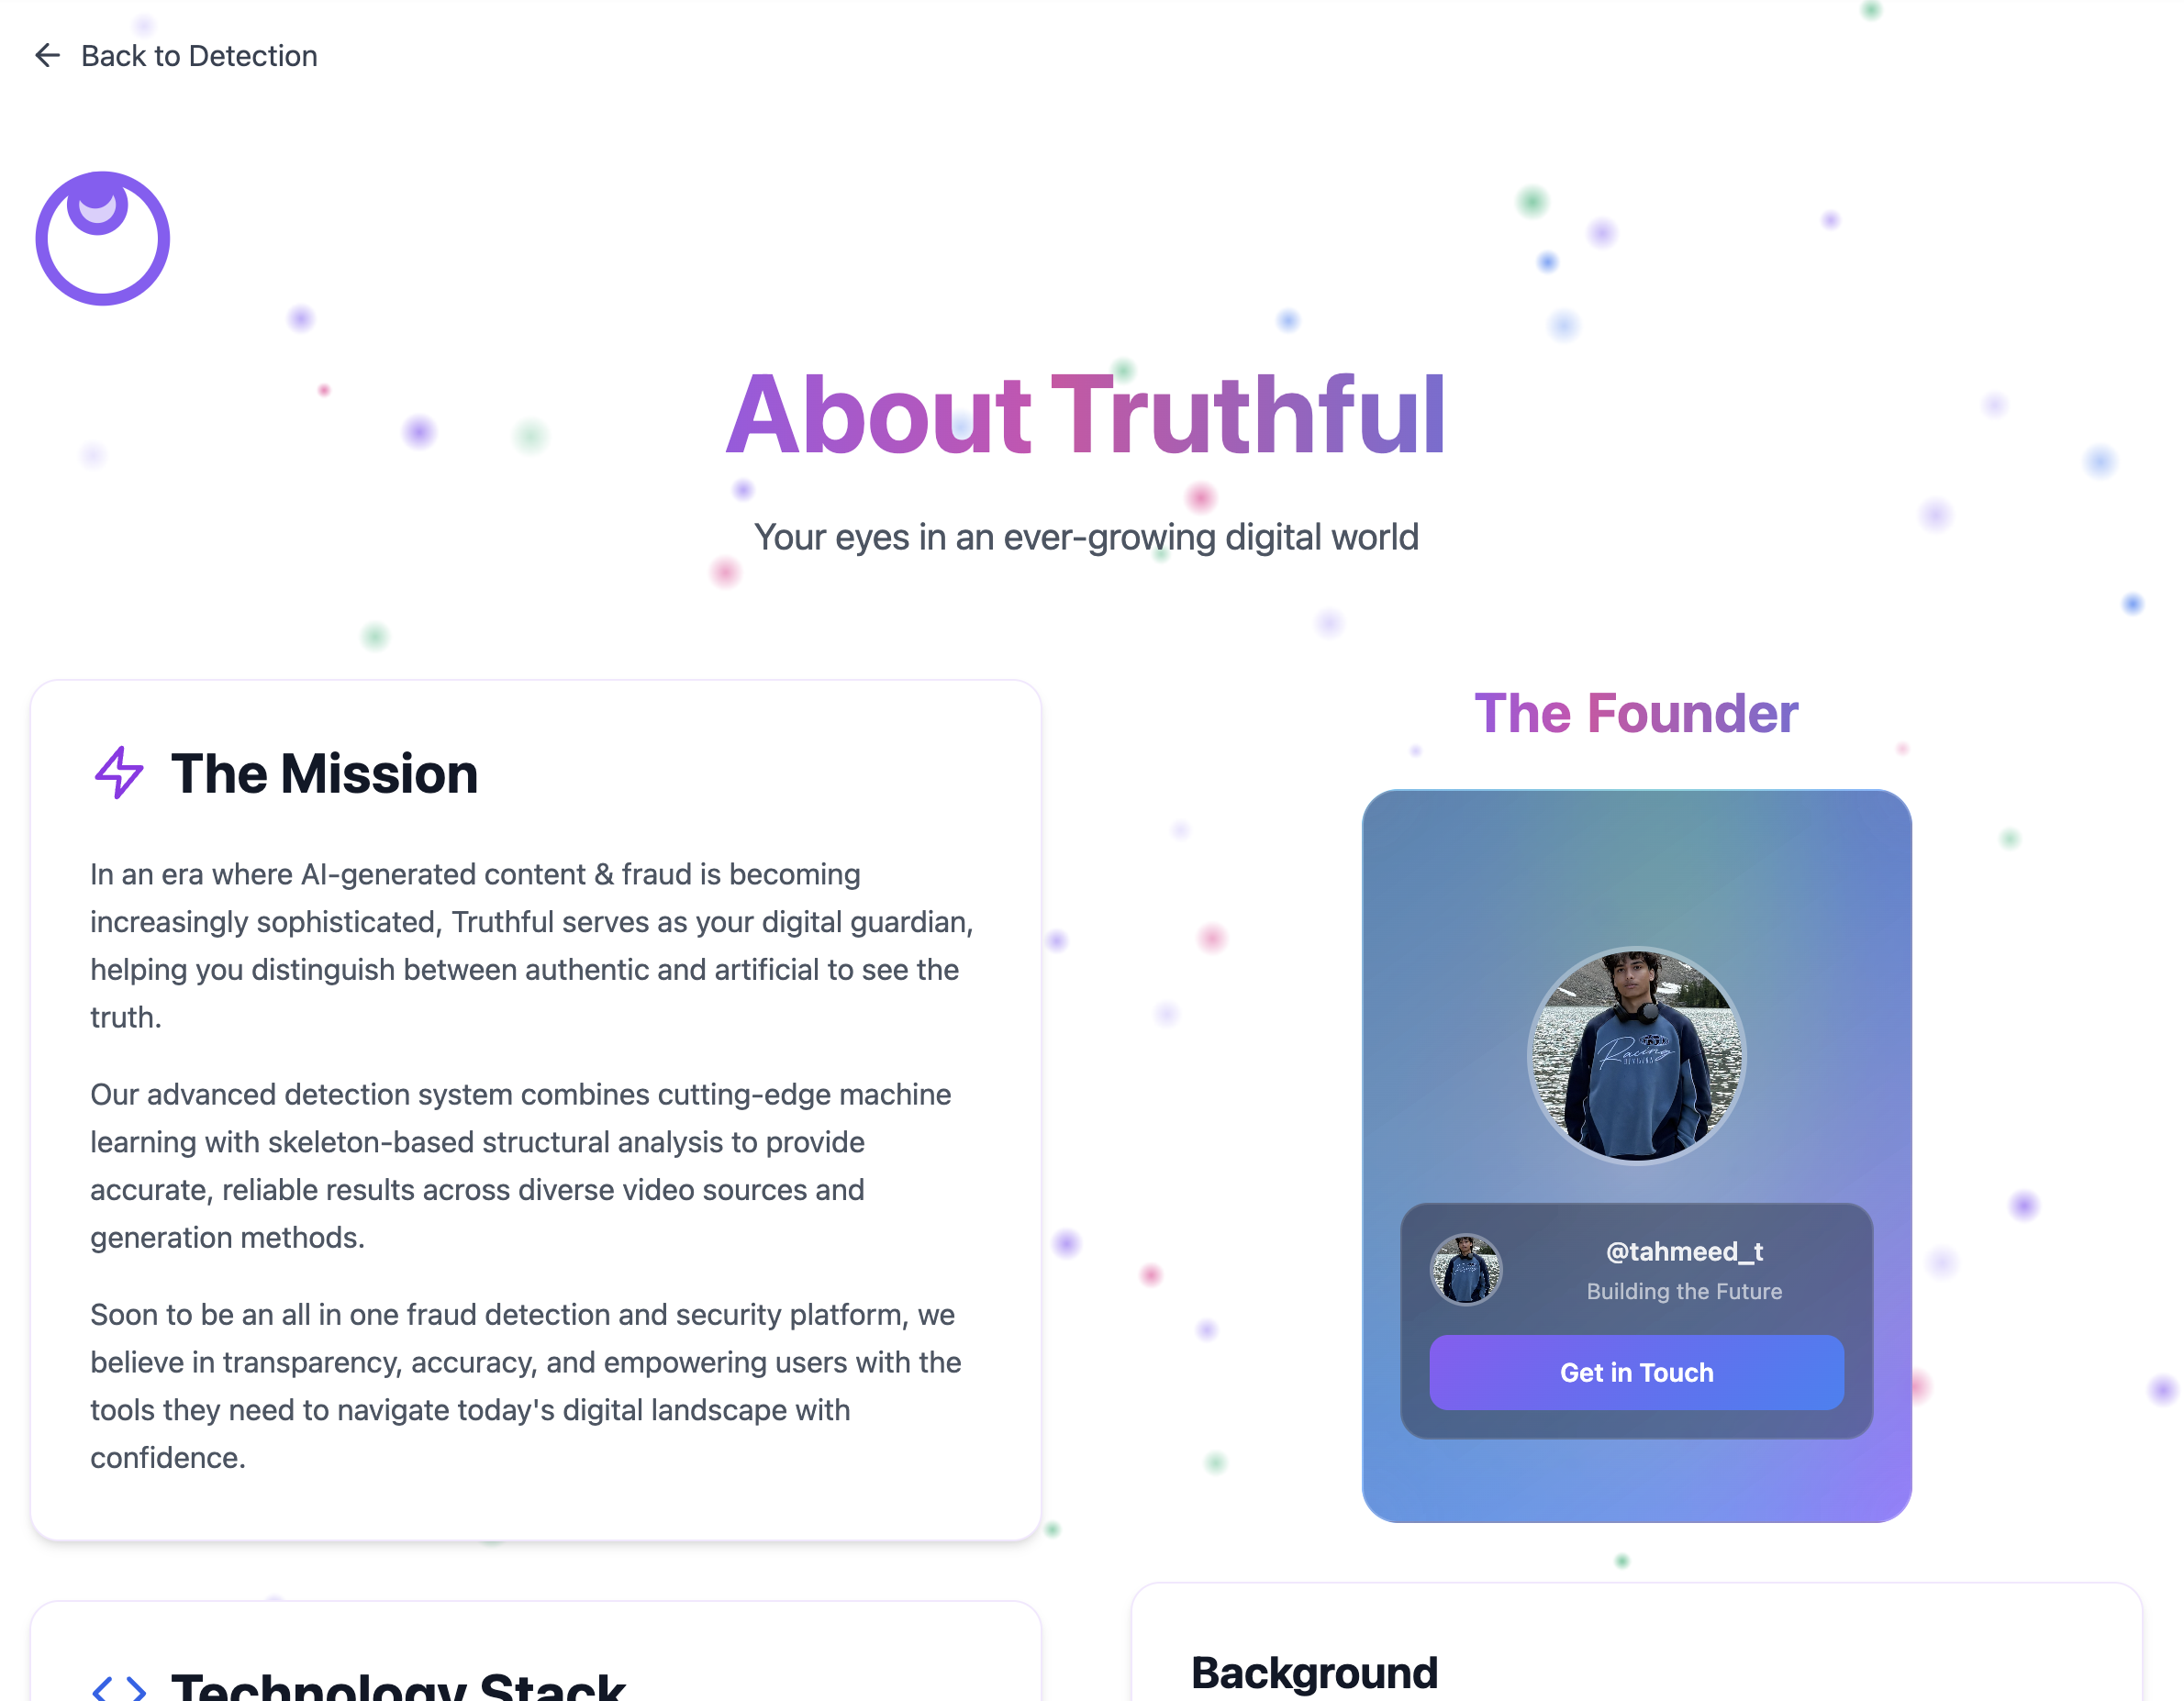 Back to Detection
About Truthful
Your eyes in an ever-growing digital world
The Mission
In an era where AI-generated content & fraud is becoming
increasingly sophisticated, Truthful serves as your digital guardian,
helping you distinguish between authentic and artificial to see the
truth.
Our advanced detection system combines cutting-edge machine
learning with skeleton-based structural analysis to provide
accurate, reliable results across diverse video sources and
generation methods.
Soon to be an all in one fraud detection and security platform, we
believe in transparency, accuracy, and empowering users with the
tools they need to navigate today's digital landscape with
confidence.
Technology Stack
The Founder
Racing
@tahmeed_t
Building the Future
Get in Touch
Background